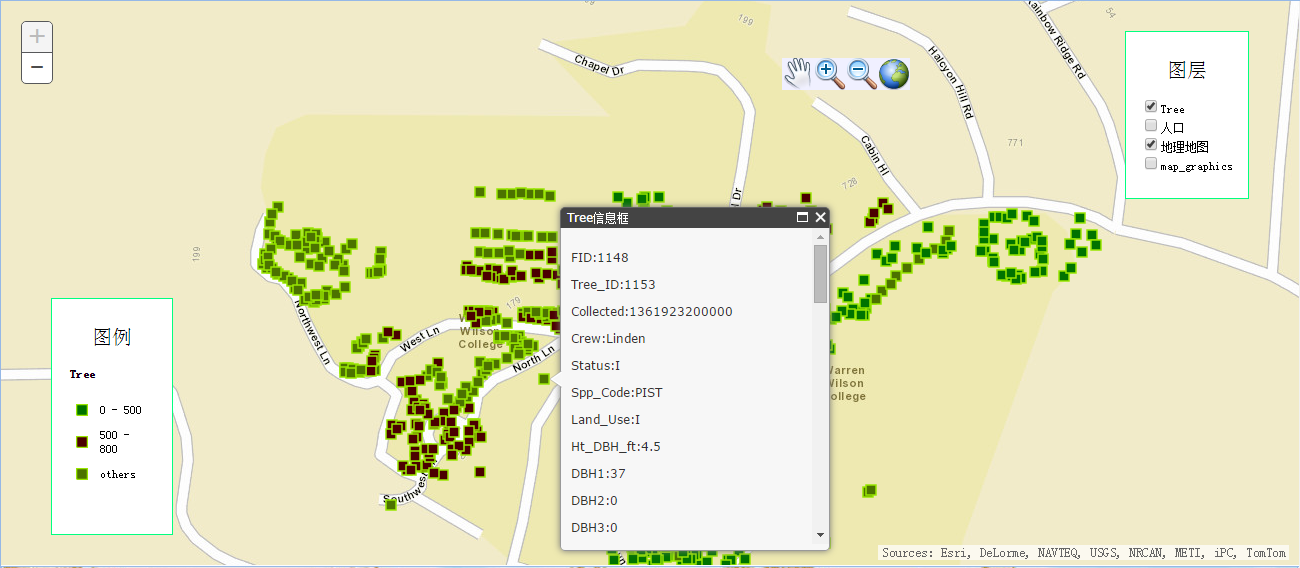 +
−
199
54
Rainbow Ridge Rd
Chapel Dr
Halcyon Hill Rd
图层
Tree
人口
地理地图
map_graphics
771
Cabin Hl
728
l Dr
199
Tree信息框
FID:1148
Tree_ID:1153
Collected:1361923200000
Crew:Linden
Status:I
Spp_Code:PIST
Land_Use:I
Ht_DBH_ft:4.5
DBH1:37
DBH2:0
DBH3:0
179
Wilso
College
Northwest Ln
West Ln
North Ln
Southwest
图例
Tree
0 - 500
500 -
800
others
Warren
Wilson
College
Sources: Esri, DeLorme, NAVTEQ, USGS, NRCAN, METI, iPC, TomTom